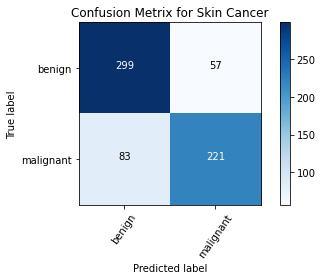 Confusion Metrix for Skin Cancer
benign
299
57
malignant
83
221
True label
benign
malignant
Predicted label
250
200
150
100